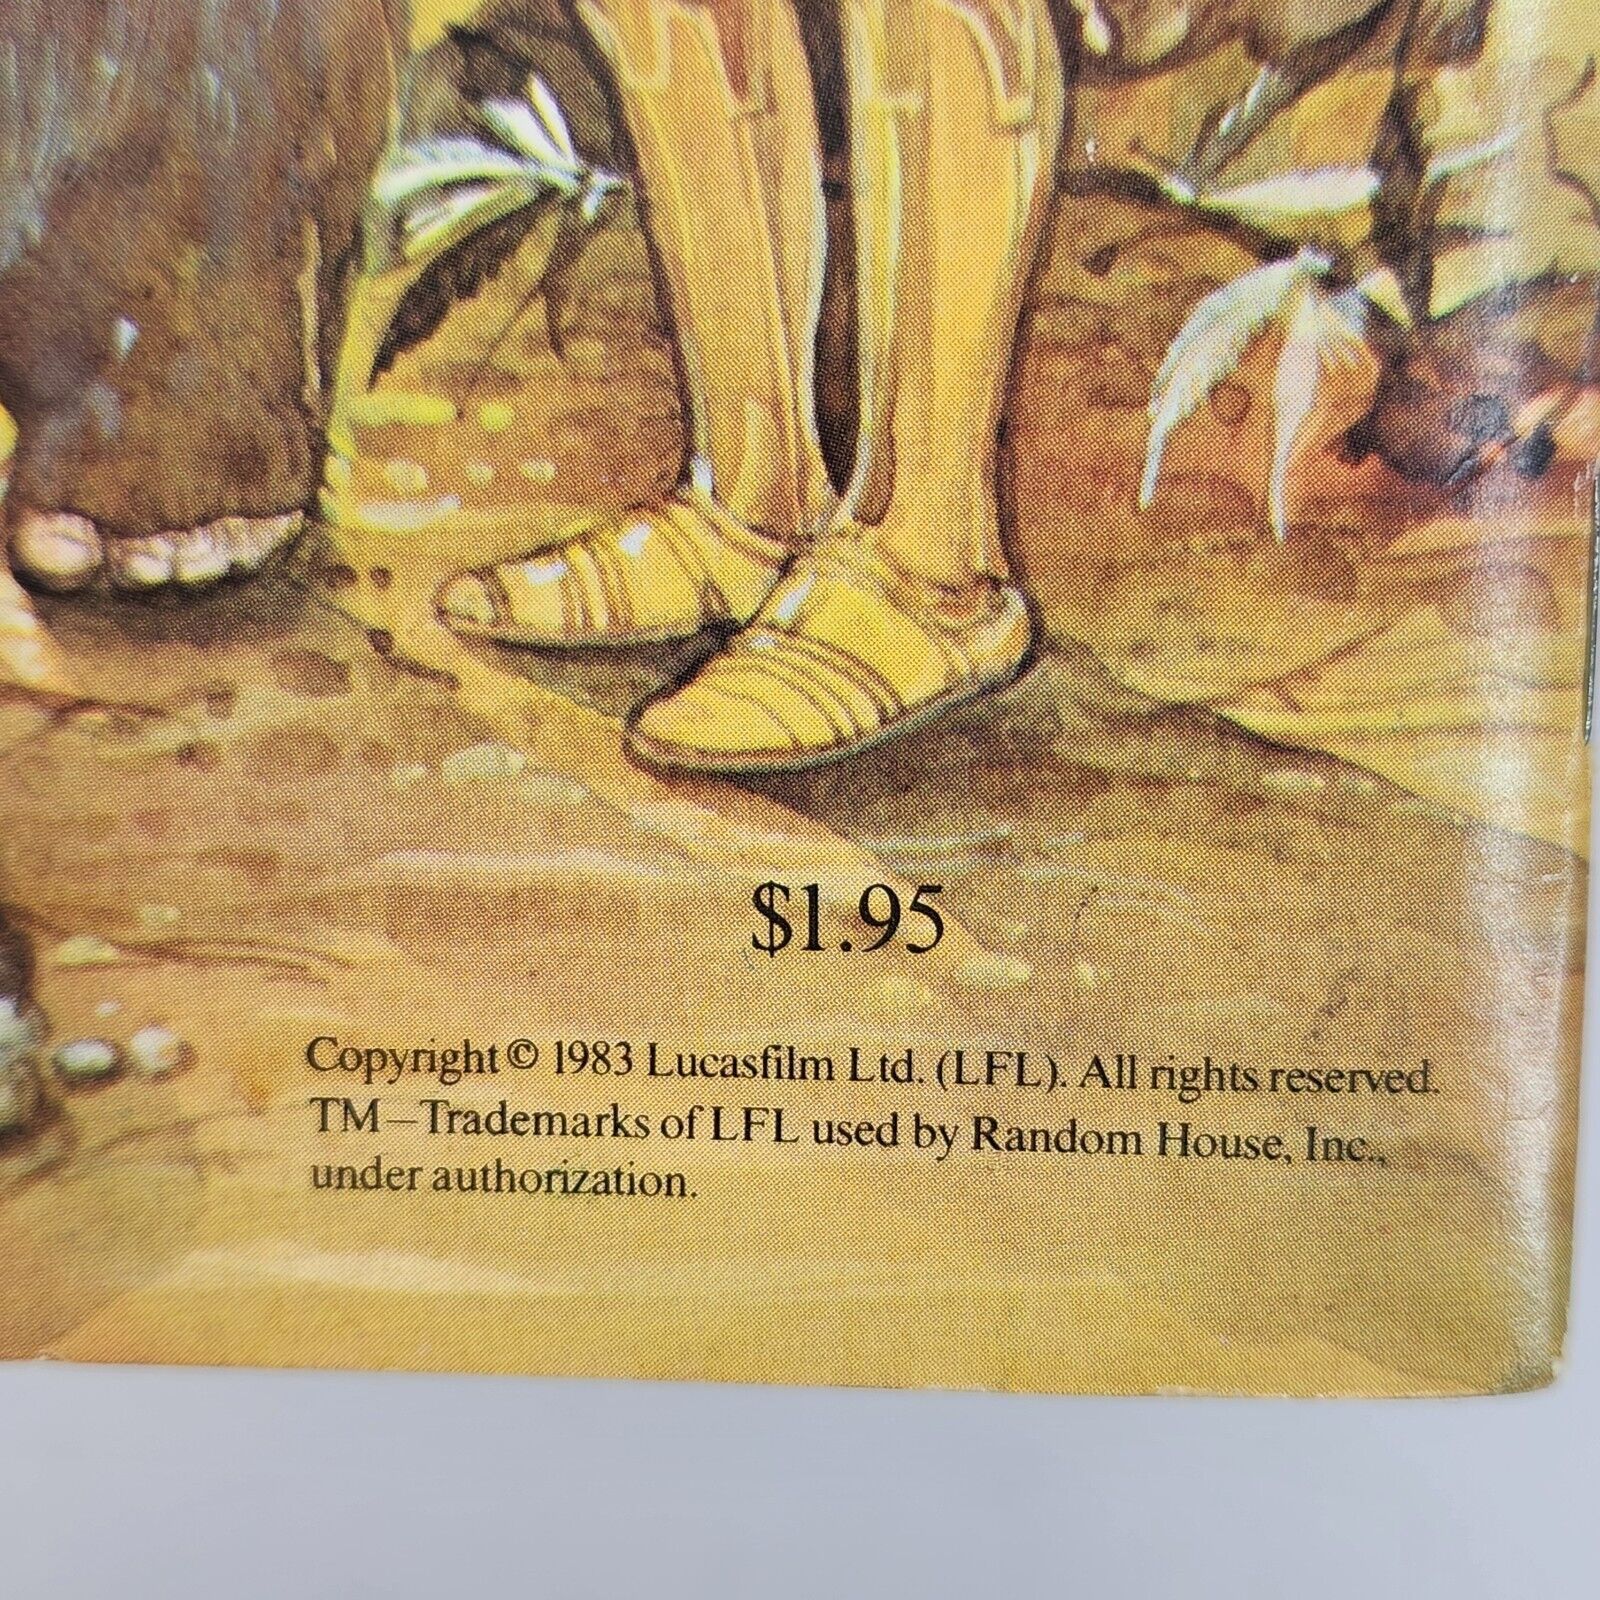 $1.95
Copyright © 1983 Lucasfilm Ltd. (LFL). All rights reserved.
TM—Trademarks of LFL used by Random House, Inc.,
under authorization.